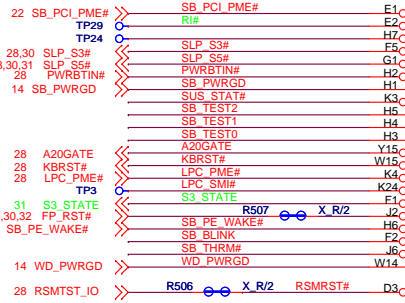 22 SB_PCI_PME# SB_PCI_PME# E1
TP29 RI# E2
TP24 H7
28,30 SLP_S3# SLP_S3# F5
8,30,31 SLP_S5# SLP_S5# G1
28 PWRBTIN# PWRBTIN# H2
14 SB_PWRGD SB_PWRGD H1
SUS_STAT# K3
SB_TEST2 H5
SB_TEST1 H4
SB_TEST0 H3
28 A20GATE A20GATE Y15
28 KBRST# KBRST# W15
28 LPC_PME# LPC_PME# K4
TP3 LPC_SMI# K24
31 S3_STATE S3_STATE F1
,30,32 FP_RST# R507 X_R/2 J2
SB_PE_WAKE# SB_PE_WAKE# H6
SB_BLINK F2
SB_THRM# J6
14 WD_PWRGD WD_PWRGD W14
28 RSMTST_IO R506 X_R/2 RSMRST# D3